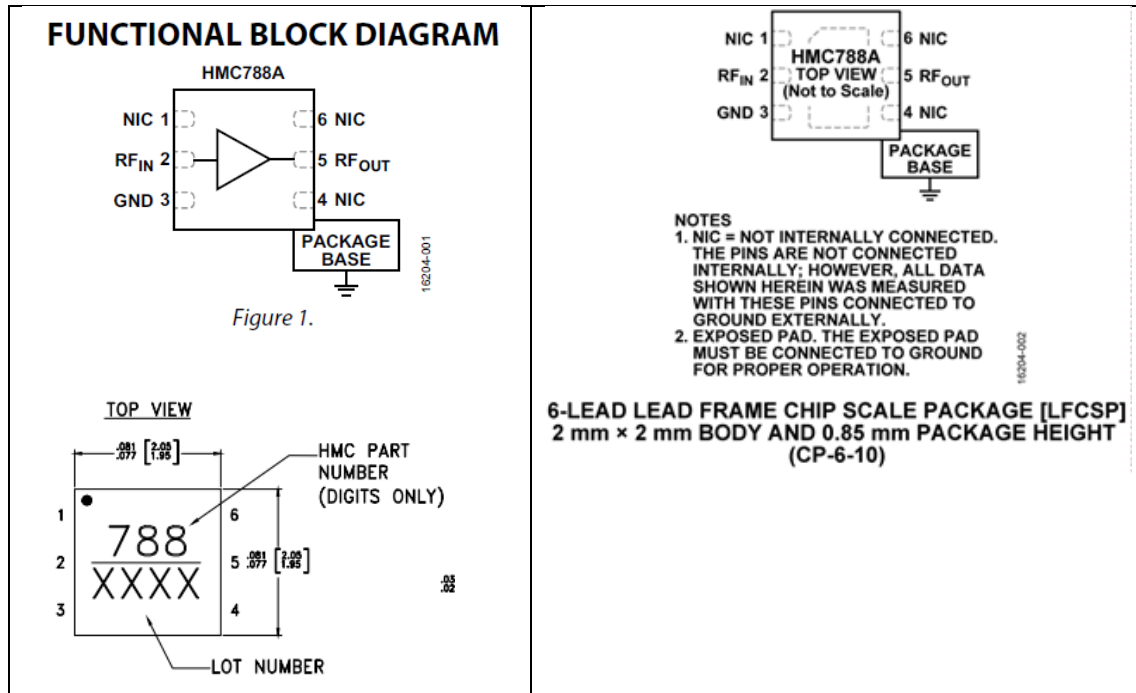 FUNCTIONAL BLOCK DIAGRAM
HMC788A
NIC 1
6 NIC
RFIN 2
5 RFOUT
GND 3
4 NIC
PACKAGE
BASE
16204-001
Figure 1.
TOP VIEW
.081 [2.05]
.077 [1.95]
HMC PART
NUMBER
(DIGITS ONLY)
1
6
788
2
5
.081 [2.05]
.077 [1.95]
XXXX
3
4
.03
.02
LOT NUMBER
NIC 1
6 NIC
HMC788A
RFIN 2
TOP VIEW
5 RFOUT
(Not to Scale)
GND 3
4 NIC
PACKAGE
BASE
NOTES
1. NIC = NOT INTERNALLY CONNECTED.
THE PINS ARE NOT CONNECTED
INTERNALLY; HOWEVER, ALL DATA
SHOWN HEREIN WAS MEASURED
WITH THESE PINS CONNECTED TO
GROUND EXTERNALLY.
2. EXPOSED PAD. THE EXPOSED PAD
MUST BE CONNECTED TO GROUND
FOR PROPER OPERATION.
16204-002
6-LEAD LEAD FRAME CHIP SCALE PACKAGE [LFCSP]
2 mm × 2 mm BODY AND 0.85 mm PACKAGE HEIGHT
(CP-6-10)